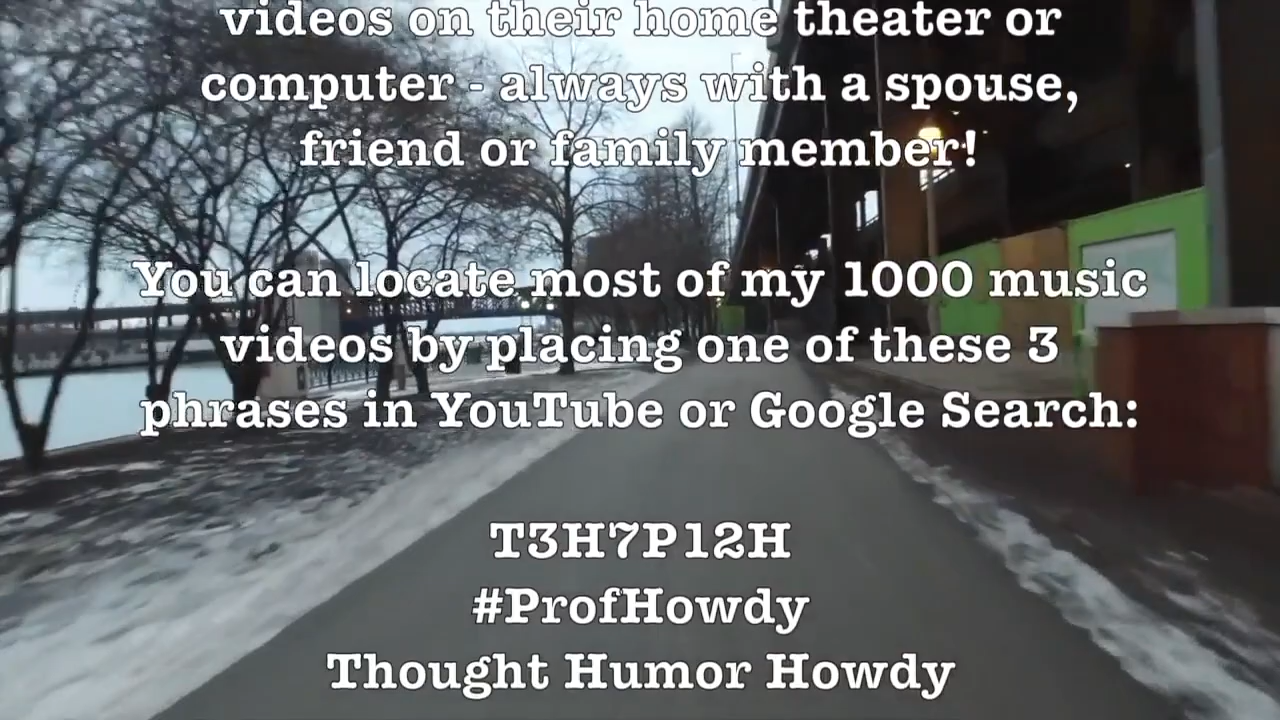 videos on their home theater or
computer - always with a spouse,
friend or family member!
You can locate most of my 1000 music
videos by placing one of these 3
phrases in YouTube or Google Search:
T3H7P12H
#ProfHowdy
Thought Humor Howdy